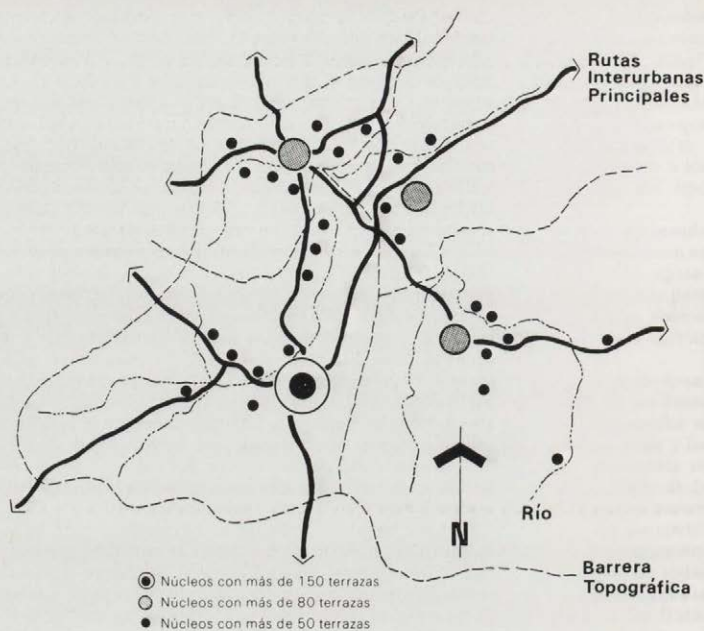 Rutas
Interurbanas
Principales
Río
N
Barrera
Topográfica
Núcleos con más de 150 terrazas
Núcleos con más de 80 terrazas
Núcleos con más de 50 terrazas